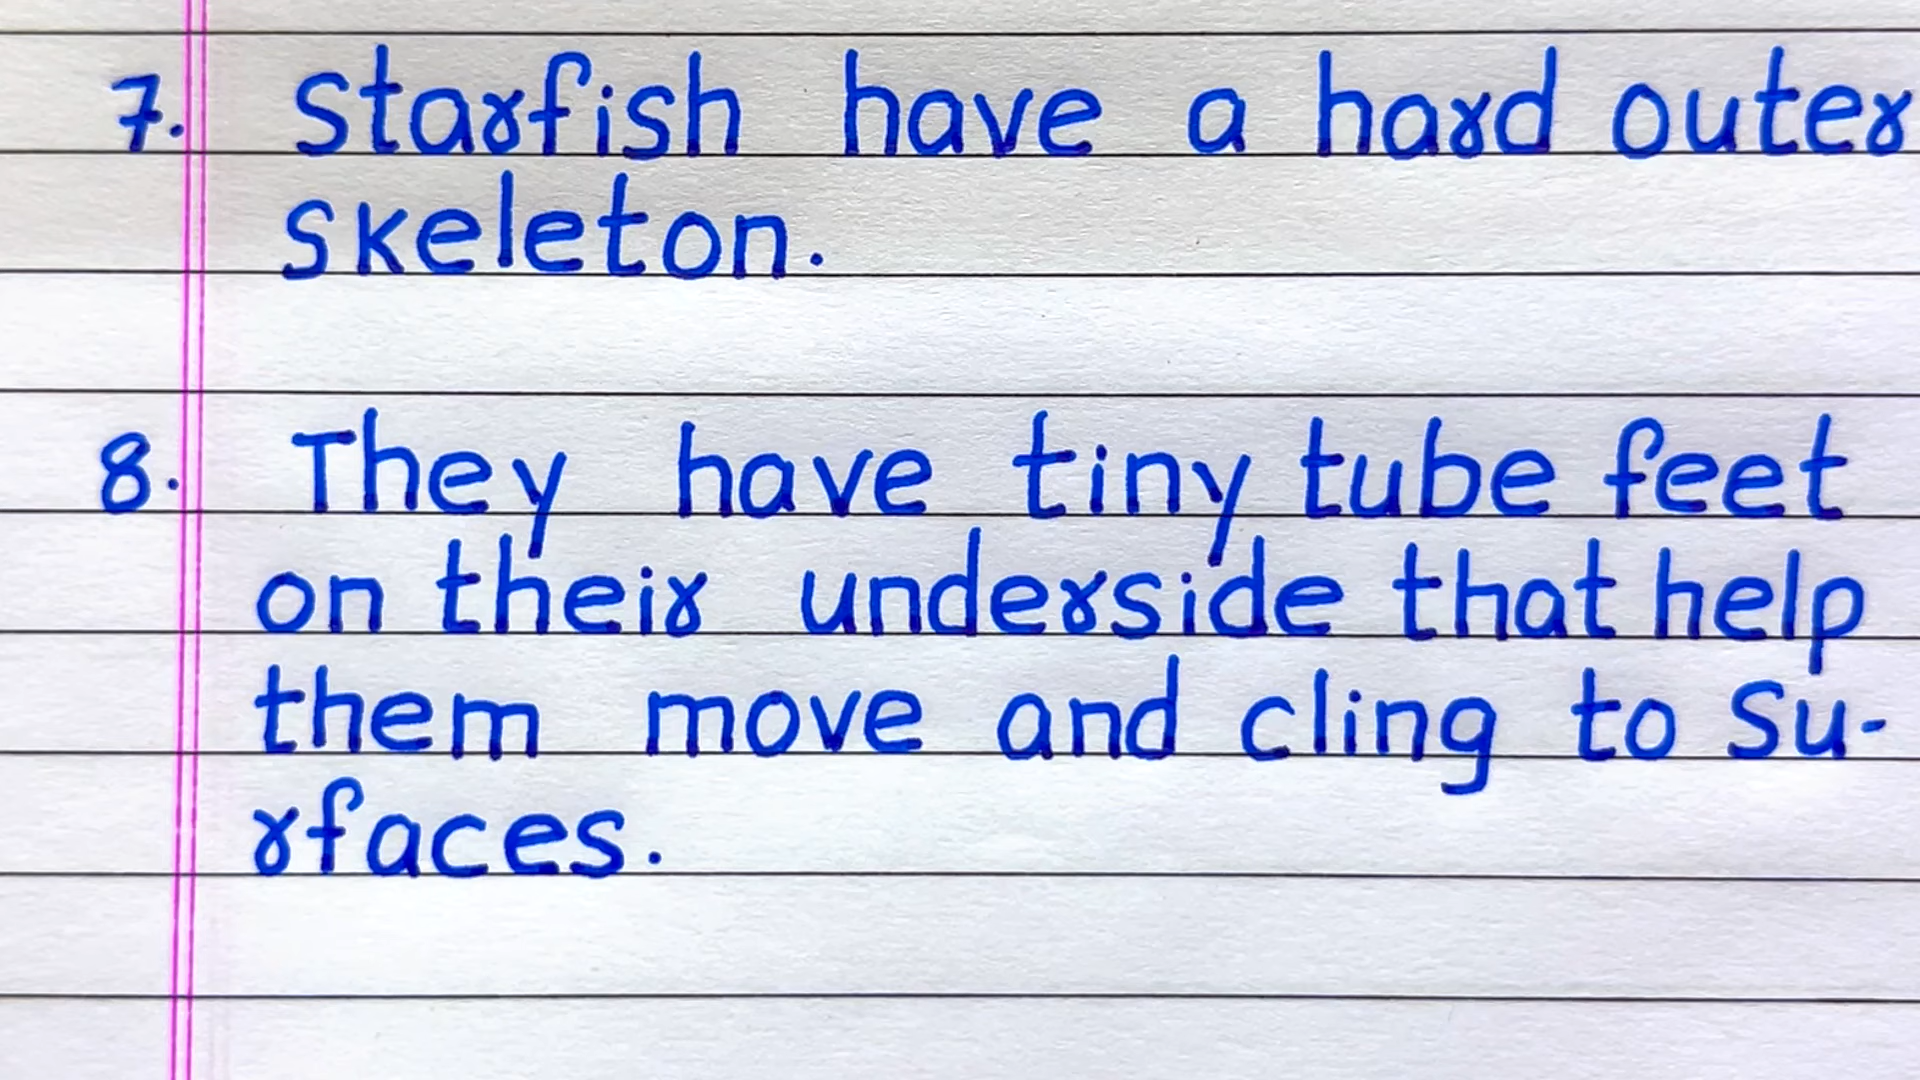 7. Starfish have a hard outer
skeleton.
8. They have tiny tube feet
on their underside that help
them move and cling to Su-
rfaces.